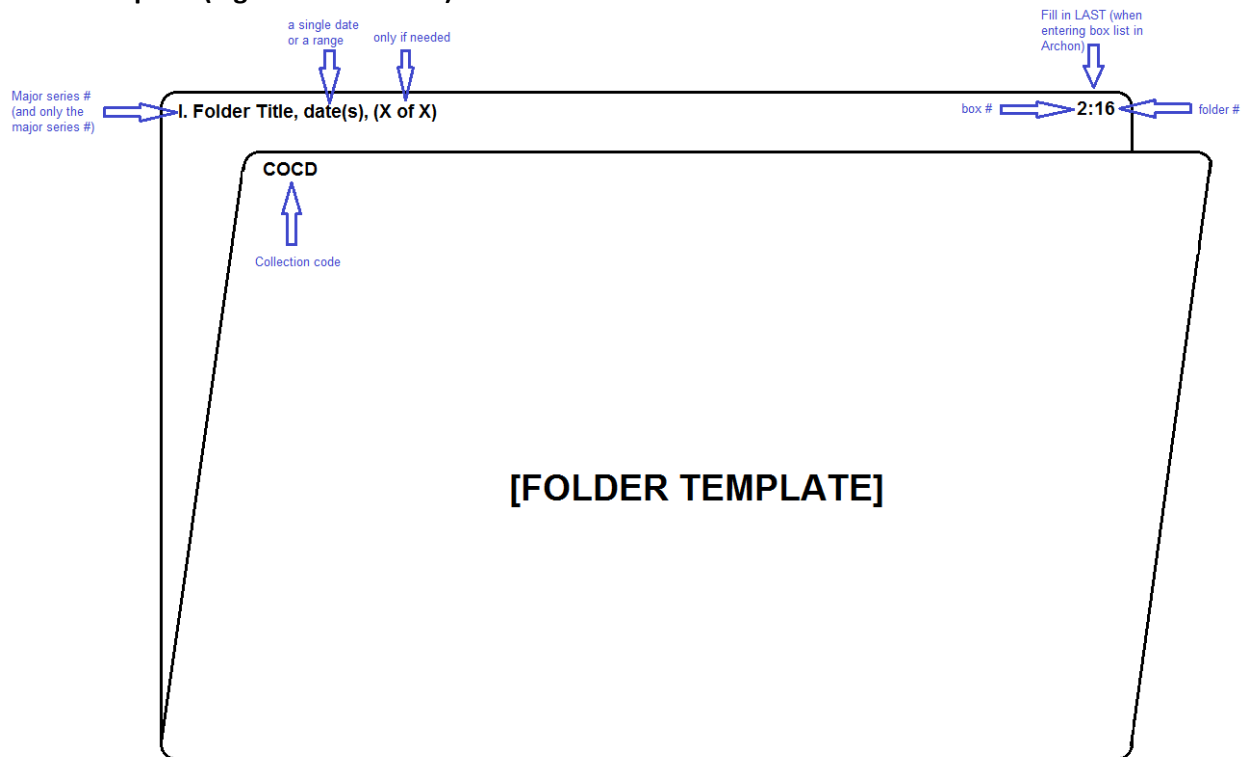 a single date
or a range
only if needed
Fill in LAST (when
entering box list in
Archon)
Major series #
(and only the
major series #)
I. Folder Title, date(s), (X of X)
box #
2:16
folder #
COCD
Collection code
[FOLDER TEMPLATE]